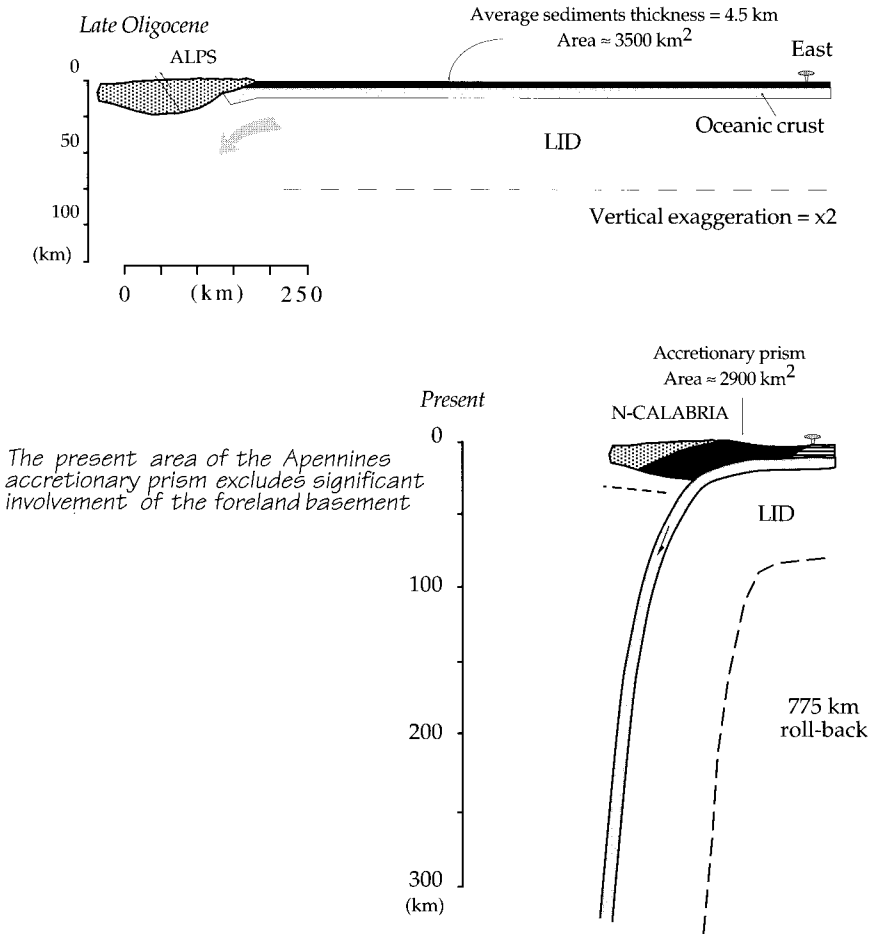 Late Oligocene
Average sediments thickness = 4.5 km
Area ≈ 3500 km2
ALPS
East
0
50
100
(km)
Oceanic crust
LID
Vertical exaggeration = x2
0 (km) 250
Accretionary prism
Area ≈ 2900 km2
Present
N-CALABRIA
0
The present area of the Apennines
accretionary prism excludes significant
involvement of the foreland basement
LID
100
775 km
roll-back
200
300
(km)